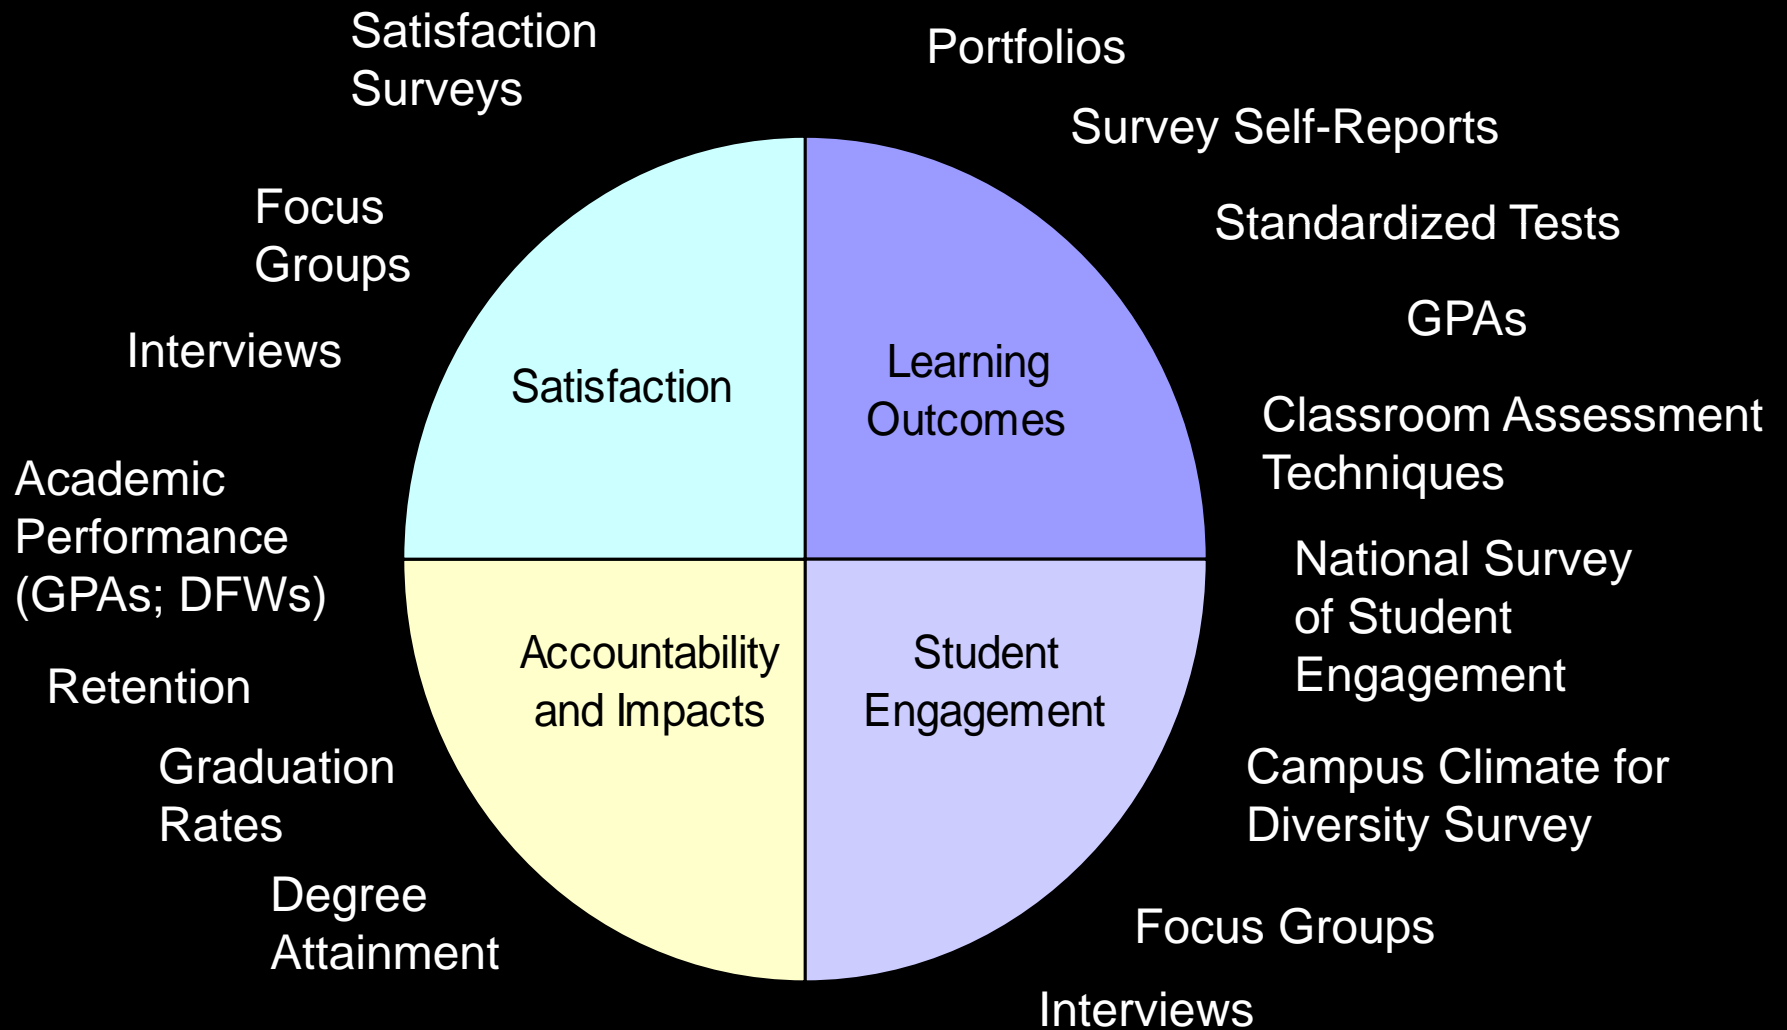 Satisfaction
Surveys
Portfolios
Survey Self-Reports
Focus
Groups
Standardized Tests
GPAs
Interviews
Satisfaction
Learning
Outcomes
Classroom Assessment
Techniques
Academic
Performance
(GPAs; DFWs)
National Survey
of Student
Engagement
Accountability
and Impacts
Student
Engagement
Retention
Graduation
Rates
Campus Climate for
Diversity Survey
Degree
Attainment
Focus Groups
Interviews